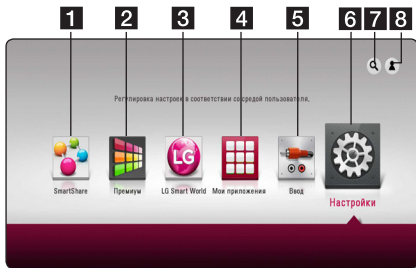 1 2 3 4 5 6 7 8
Регулировка настроек в соответствии со средой пользователя.
LG
SmartShare Премиум LG Smart World Мои приложения Ввод
Настройки